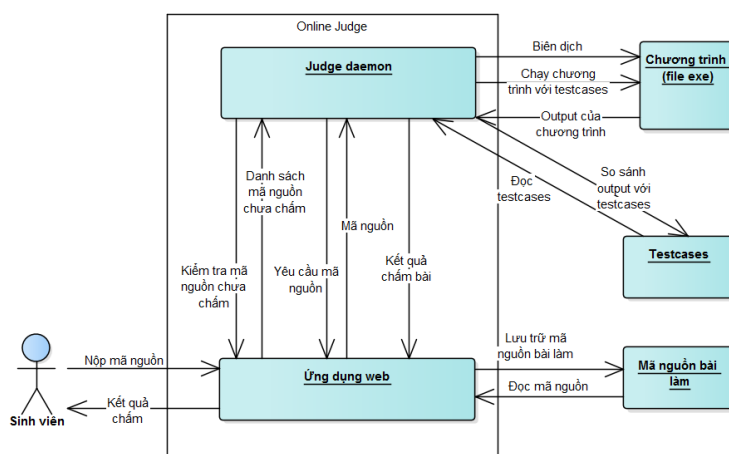 Online Judge
Judge daemon
Biên dịch
Chương trình
(file exe)
Chạy chương
trình với testcases
Output của
chương trình
Danh sách
mã nguồn
chưa chấm
Đọc
testcases
So sánh
output với
testcases
Mã nguồn
Testcases
Kiểm tra mã
nguồn chưa
chấm
Yêu cầu mã
nguồn
Kết quả
chấm bài
Nộp mã nguồn
Ứng dụng web
Lưu trữ mã
nguồn bài làm
Mã nguồn bài
làm
Đọc mã nguồn
Kết quả
chấm
Sinh viên